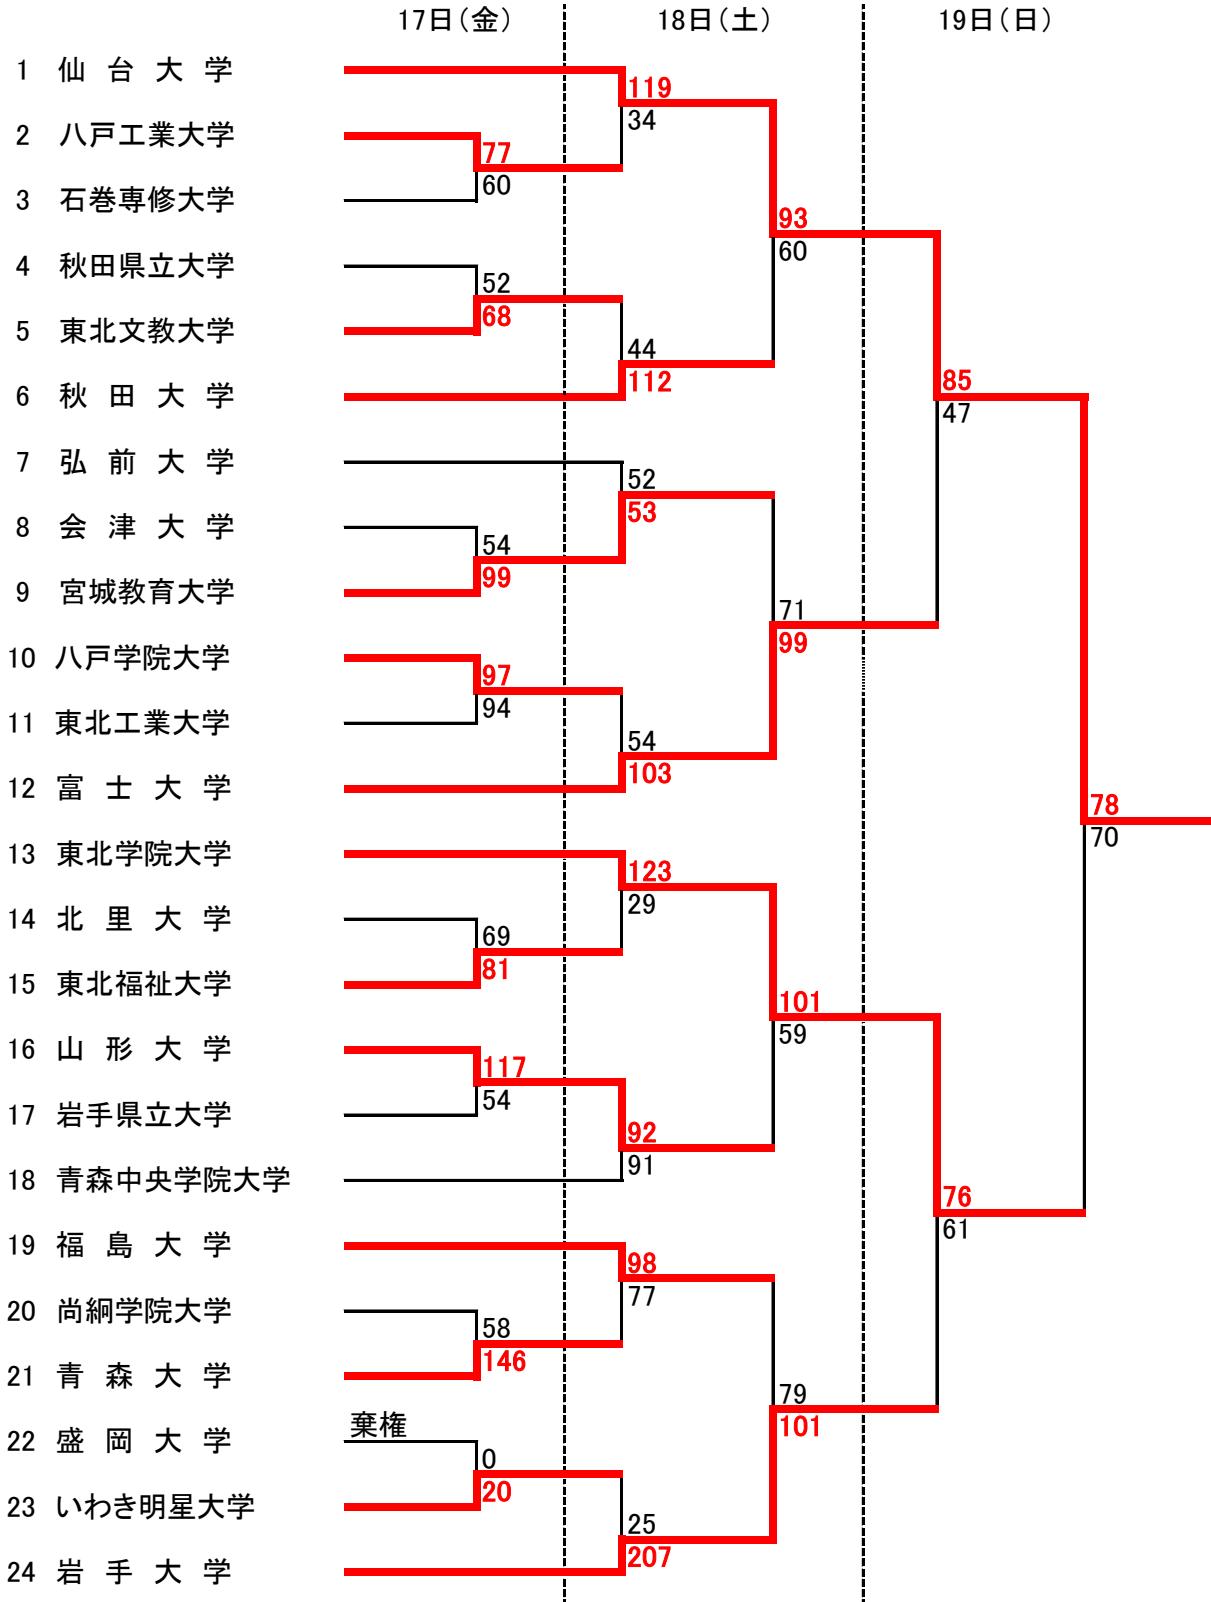 17日（金）　18日（土）　19日（日）
1 仙台大学
119
34
2 八戸工業大学
77
60
3 石巻専修大学
93
60
4 秋田県立大学
52
68
5 東北文教大学
44
112
6 秋田大学
85
47
7 弘前大学
52
53
8 会津大学
54
99
9 宮城教育大学
71
99
10 八戸学院大学
97
94
11 東北工業大学
54
103
12 富士大学
78
70
13 東北学院大学
123
29
14 北里大学
69
81
15 東北福祉大学
101
59
16 山形大学
117
54
17 岩手県立大学
92
91
18 青森中央学院大学
76
61
19 福島大学
98
77
20 尚絅学院大学
58
146
21 青森大学
79
101
棄権
22 盛岡大学
0
20
23 いわき明星大学
25
207
24 岩手大学